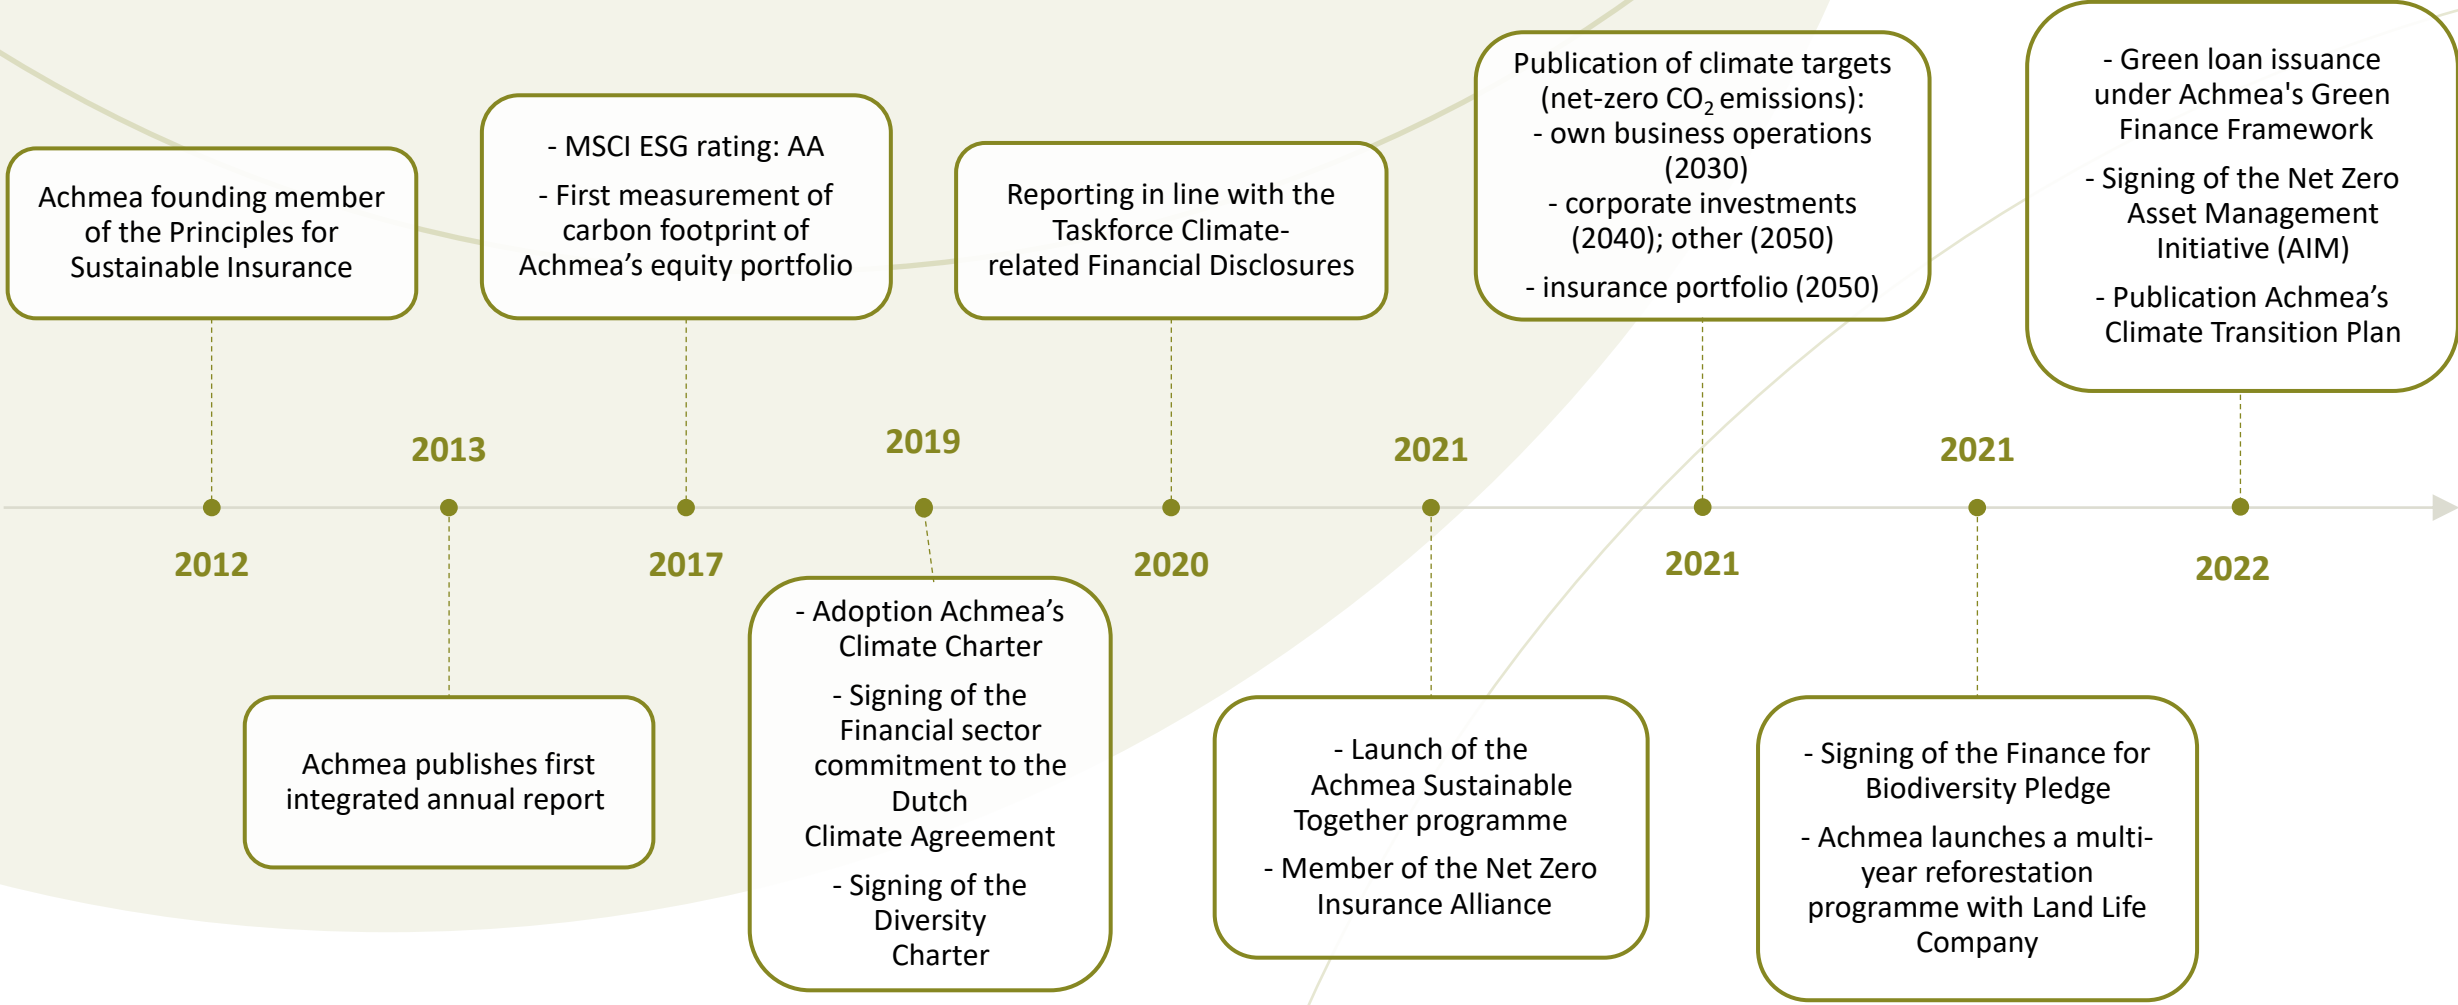 Achmea founding member
of the Principles for
Sustainable Insurance
2012
2013
Achmea publishes first
integrated annual report
- MSCI ESG rating: AA
- First measurement of
carbon footprint of
Achmea’s equity portfolio
2017
2019
- Adoption Achmea’s
Climate Charter
- Signing of the
Financial sector
commitment to the
Dutch
Climate Agreement
- Signing of the
Diversity
Charter
Reporting in line with the
Taskforce Climate-
related Financial Disclosures
2020
2021
- Launch of the
Achmea Sustainable
Together programme
- Member of the Net Zero
Insurance Alliance
Publication of climate targets
(net-zero CO₂ emissions):
- own business operations
(2030)
- corporate investments
(2040); other (2050)
- insurance portfolio (2050)
2021
2021
- Signing of the Finance for
Biodiversity Pledge
- Achmea launches a multi-
year reforestation
programme with Land Life
Company
- Green loan issuance
under Achmea's Green
Finance Framework
- Signing of the Net Zero
Asset Management
Initiative (AIM)
- Publication Achmea’s
Climate Transition Plan
2022